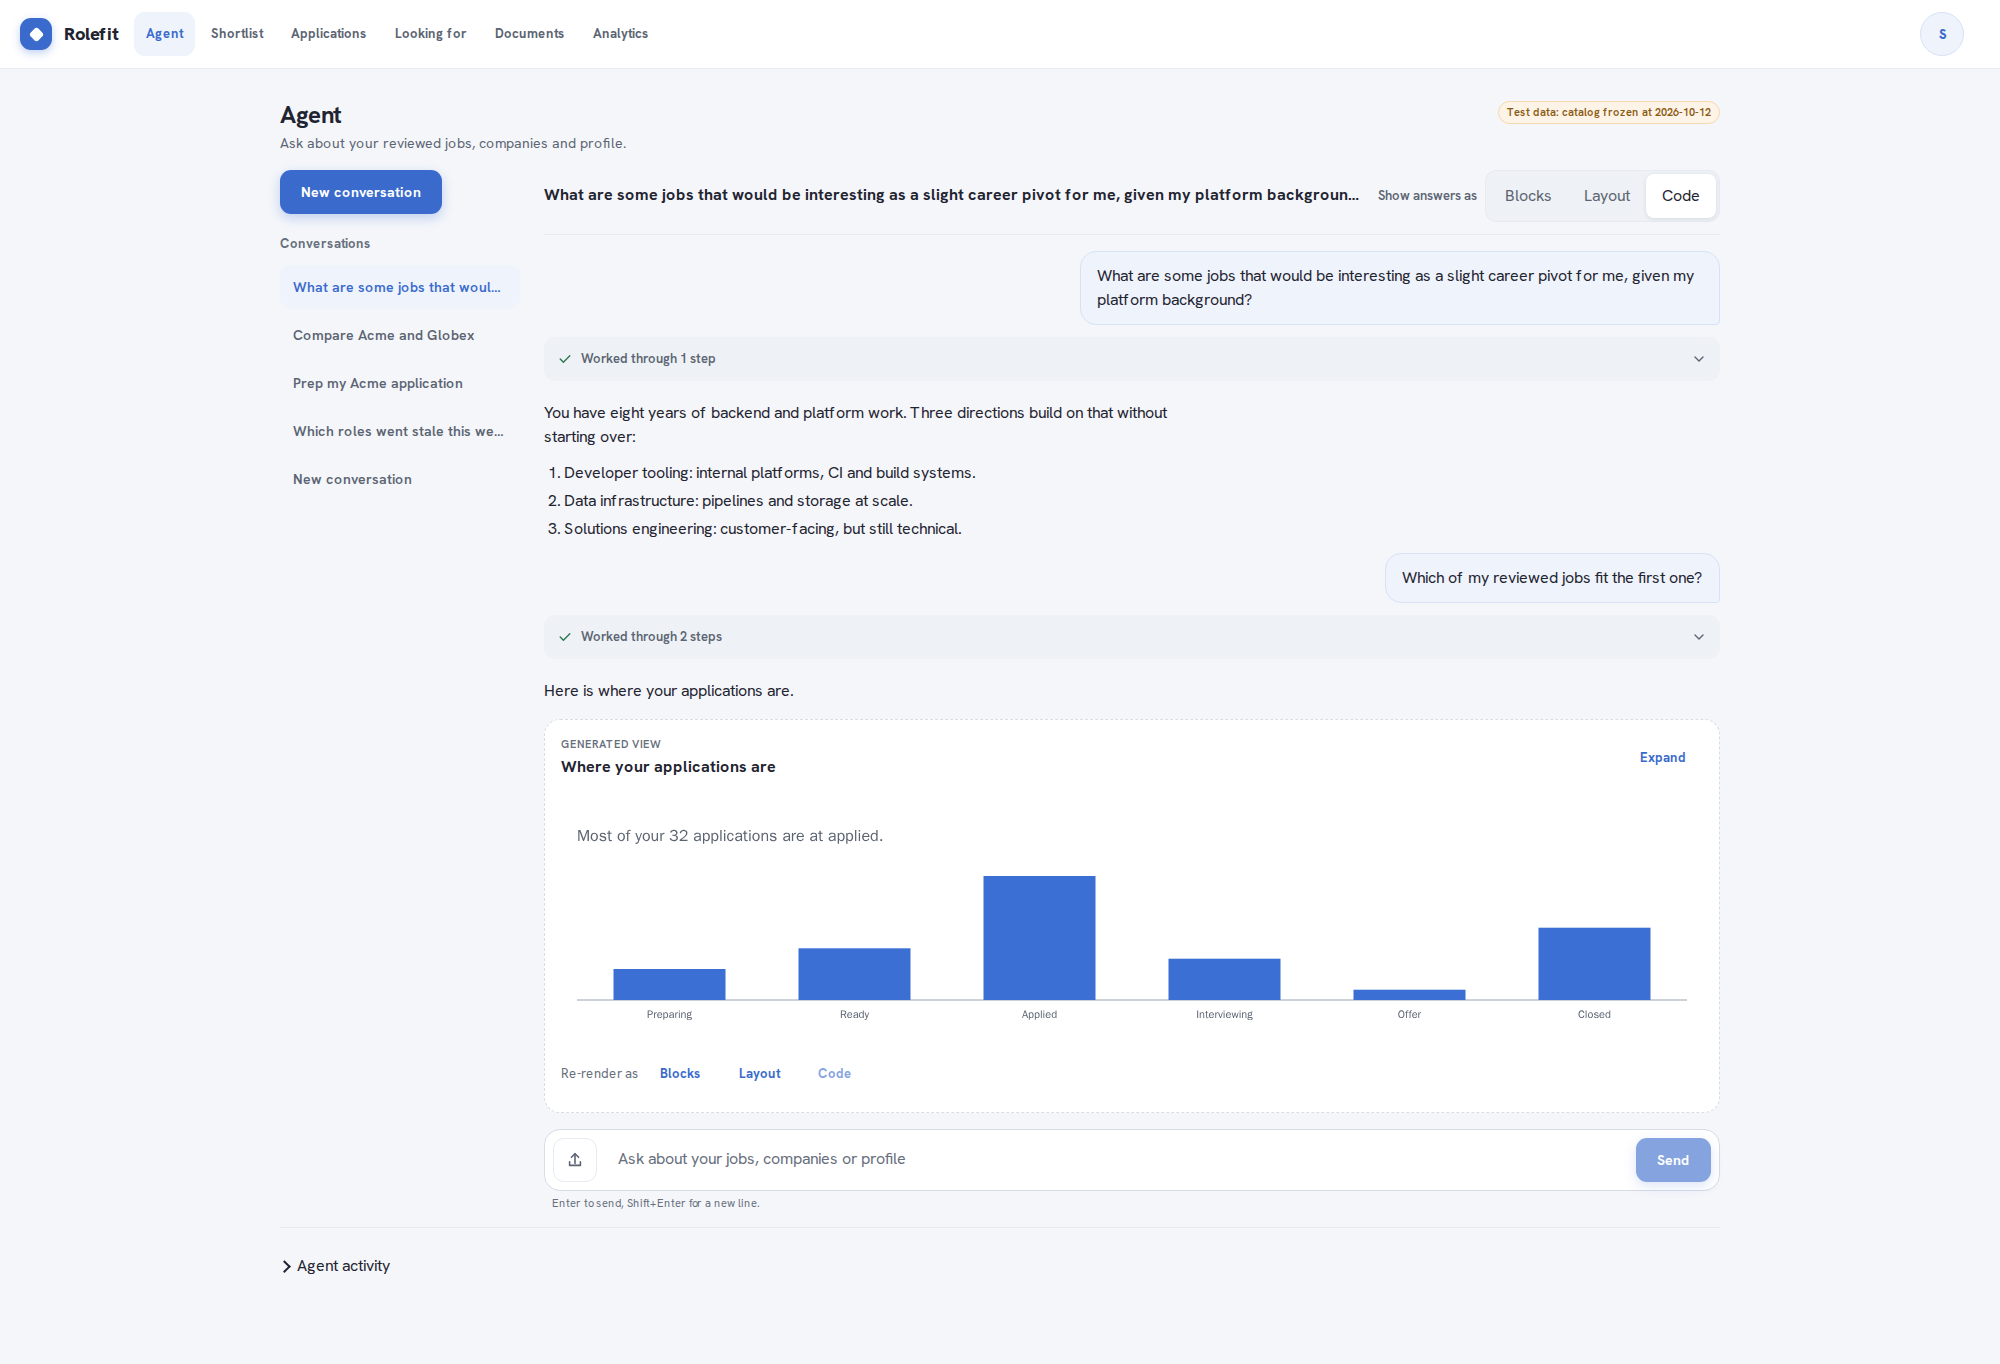 Rolefit
Agent
Shortlist
Applications
Looking for
Documents
Analytics
S
Agent
Test data: catalog frozen at 2026-10-12
Ask about your reviewed jobs, companies and profile.
New conversation
What are some jobs that would be interesting as a slight career pivot for me, given my platform backgroun...
Show answers as
Blocks
Layout
Code
Conversations
What are some jobs that woul...
Compare Acme and Globex
Prep my Acme application
Which roles went stale this we...
New conversation
What are some jobs that would be interesting as a slight career pivot for me, given my
platform background?
Worked through 1 step
You have eight years of backend and platform work. Three directions build on that without
starting over:
1. Developer tooling: internal platforms, CI and build systems.
2. Data infrastructure: pipelines and storage at scale.
3. Solutions engineering: customer-facing, but still technical.
Which of my reviewed jobs fit the first one?
Worked through 2 steps
Here is where your applications are.
GENERATED VIEW
Where your applications are
Expand
Most of your 32 applications are at applied.
Preparing
Ready
Applied
Interviewing
Offer
Closed
Re-render as
Blocks
Layout
Code
Ask about your jobs, companies or profile
Send
Enter to send, Shift+Enter for a new line.
Agent activity